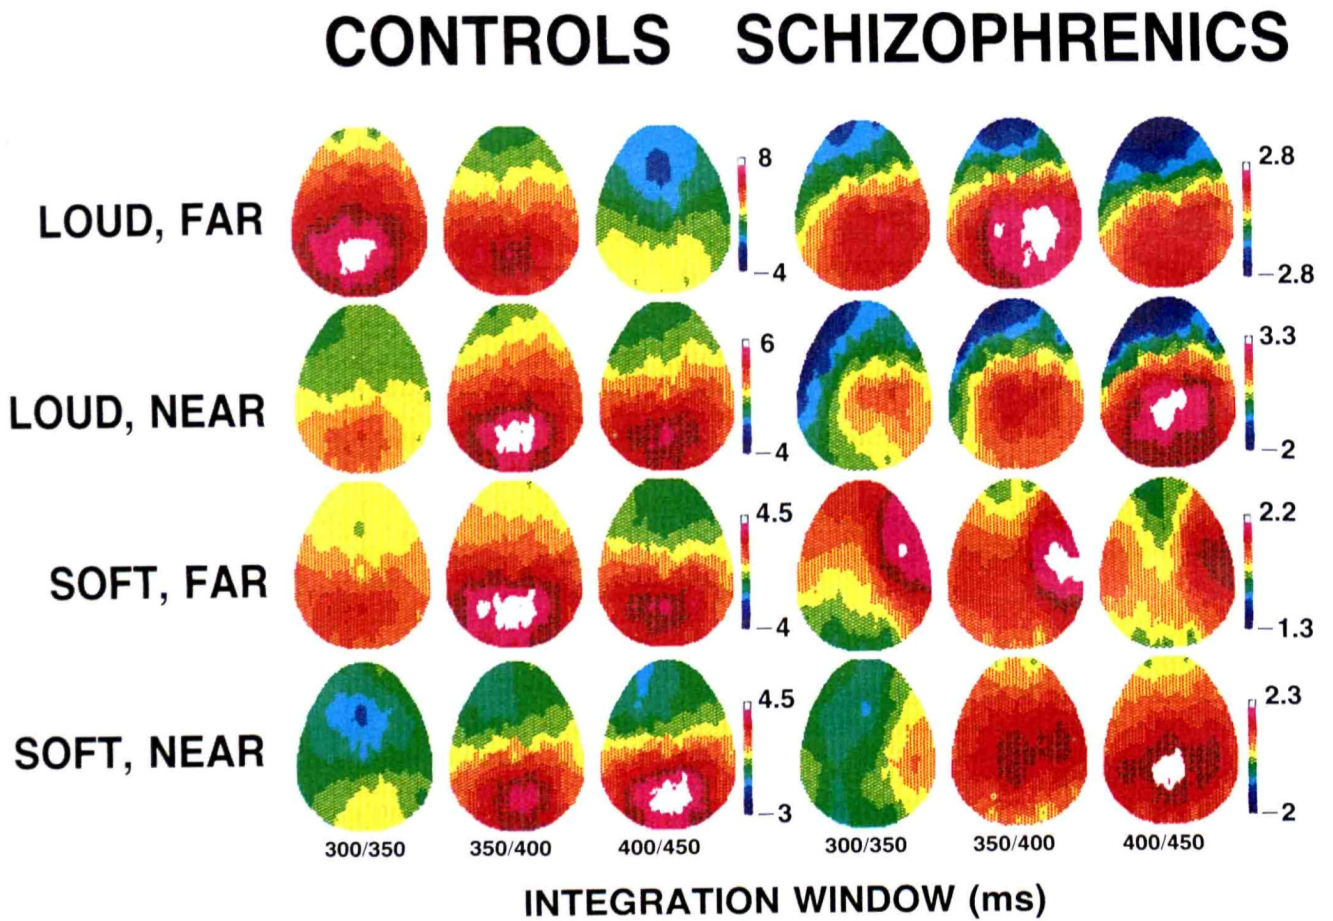 CONTROLS SCHIZOPHRENICS
LOUD, FAR
8
−4
2.8
−2.8
LOUD, NEAR
6
−4
3.3
−2
SOFT, FAR
4.5
−4
2.2
−1.3
SOFT, NEAR
4.5
−3
2.3
−2
300/350 350/400 400/450 300/350 350/400 400/450
INTEGRATION WINDOW (ms)